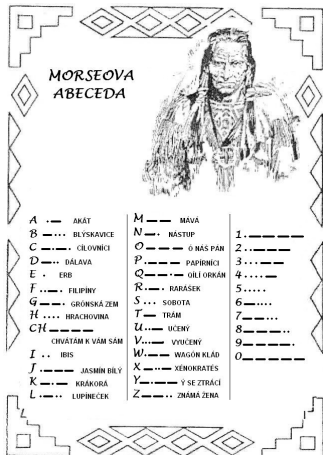 MORSEOVA
ABECEDA
A .— AKÁT
B —... BLÝSKAVICE
C —.—. CÍLOVNÍCI
D —.. DÁLAVA
E . ERB
F ..—. FILIPÍNY
G ——. GRÓNSKÁ ZEM
H .... HRACHOVINA
CH ————
CHVÁTÁM K VÁM SÁM
I .. IBIS
J .——— JASMÍN BÍLÝ
K —.— KRÁKORÁ
L .—.. LUPÍNEČEK
M —— MÁVÁ
N —. NÁSTUP
O ——— Ó NÁS PÁN
P .——. PAPÍRNÍCI
Q ——.— QÍLÍ ORKÁN
R .—. RARÁŠEK
S ... SOBOTA
T — TRÁM
U ..— UČENÝ
V ...— VYUČENÝ
W .—— WAGÓN KLÁD
X —..— XÉNOKRATÉS
Y —.—— Ý SE ZTRÁCÍ
Z ——.. ZNÁMÁ ŽENA
1 .————
2 ..———
3 ...——
4 ....—
5 .....
6 —....
7 ——...
8 ———..
9 ————.
0 —————